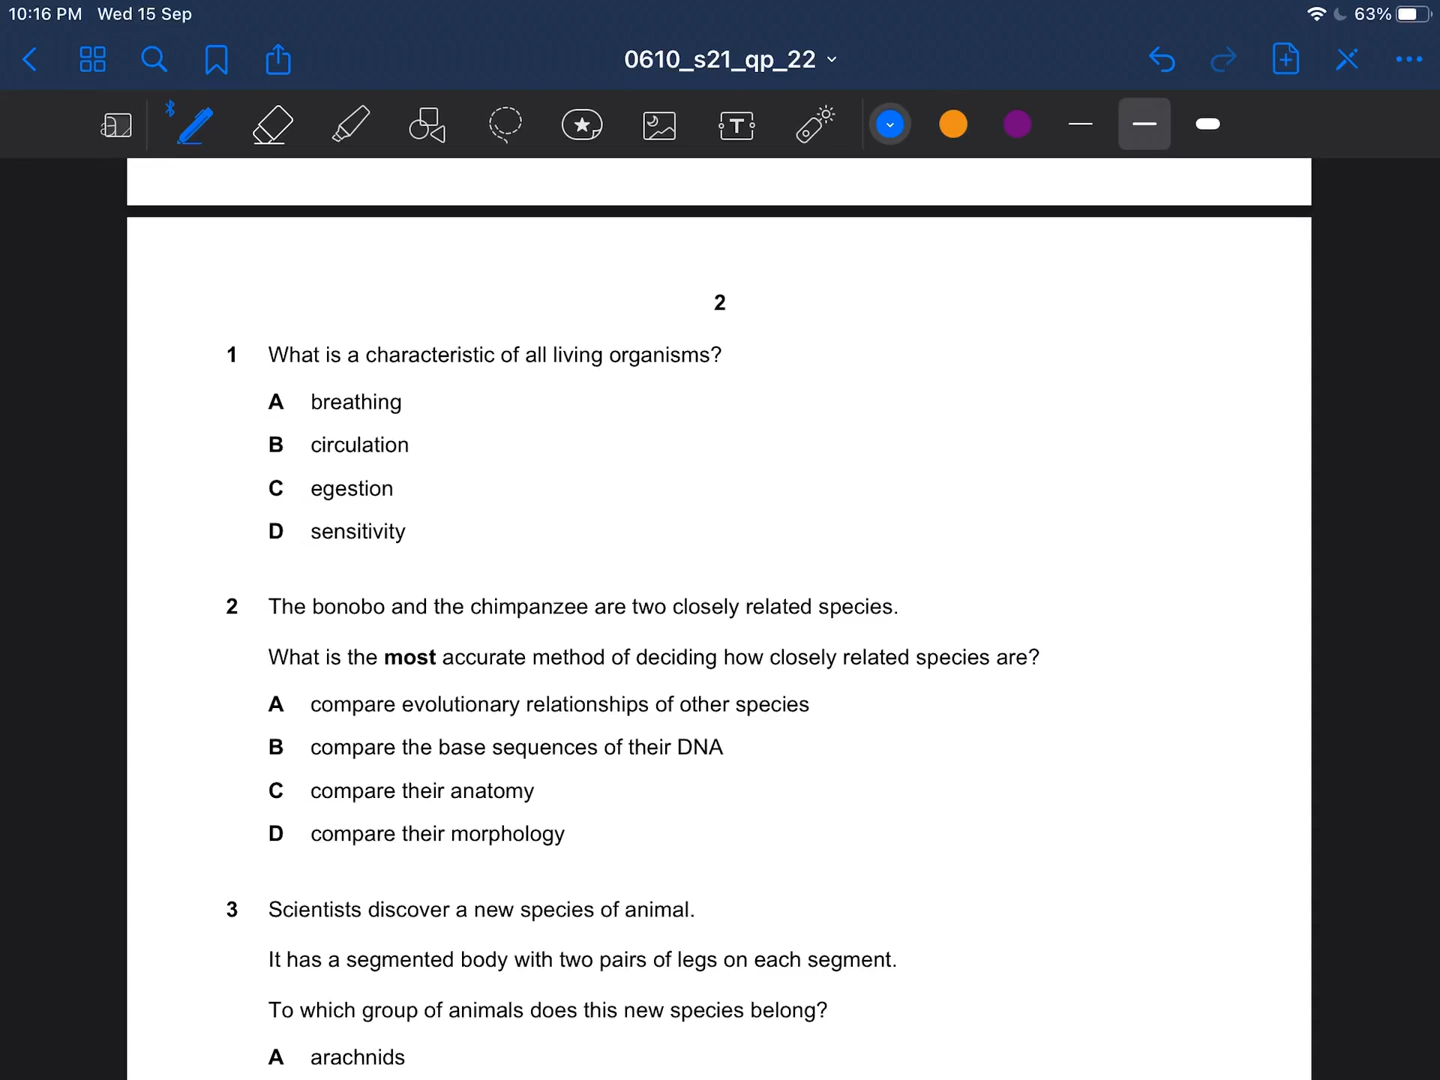 10:16 PM Wed 15 Sep
63%
0610_s21_qp_22
T
2
1 What is a characteristic of all living organisms?
A breathing
B circulation
C egestion
D sensitivity
2 The bonobo and the chimpanzee are two closely related species.
What is the most accurate method of deciding how closely related species are?
A compare evolutionary relationships of other species
B compare the base sequences of their DNA
C compare their anatomy
D compare their morphology
3 Scientists discover a new species of animal.
It has a segmented body with two pairs of legs on each segment.
To which group of animals does this new species belong?
A arachnids